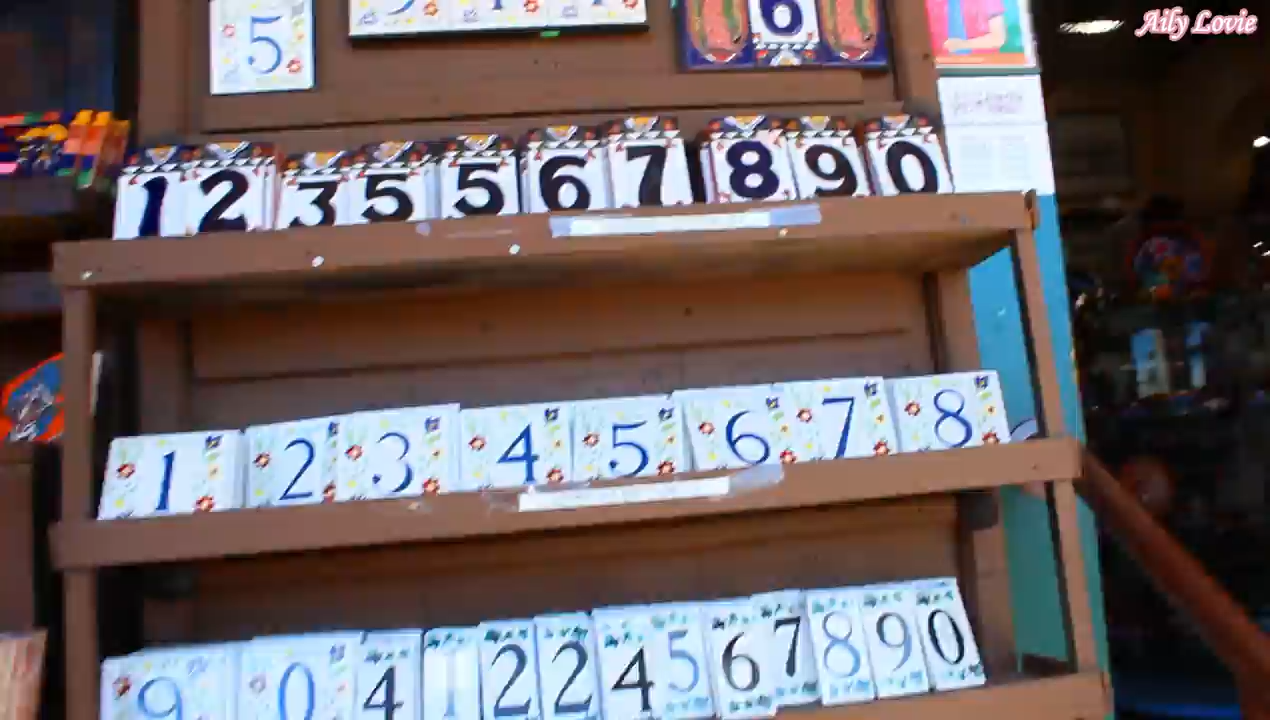 Aily Lovie
5
6
1 2 3 5 5 6 7 8 9 0
1 2 3 4 5 6 7 8
9 0 4 1 2 2 4 5 6 7 8 9 0